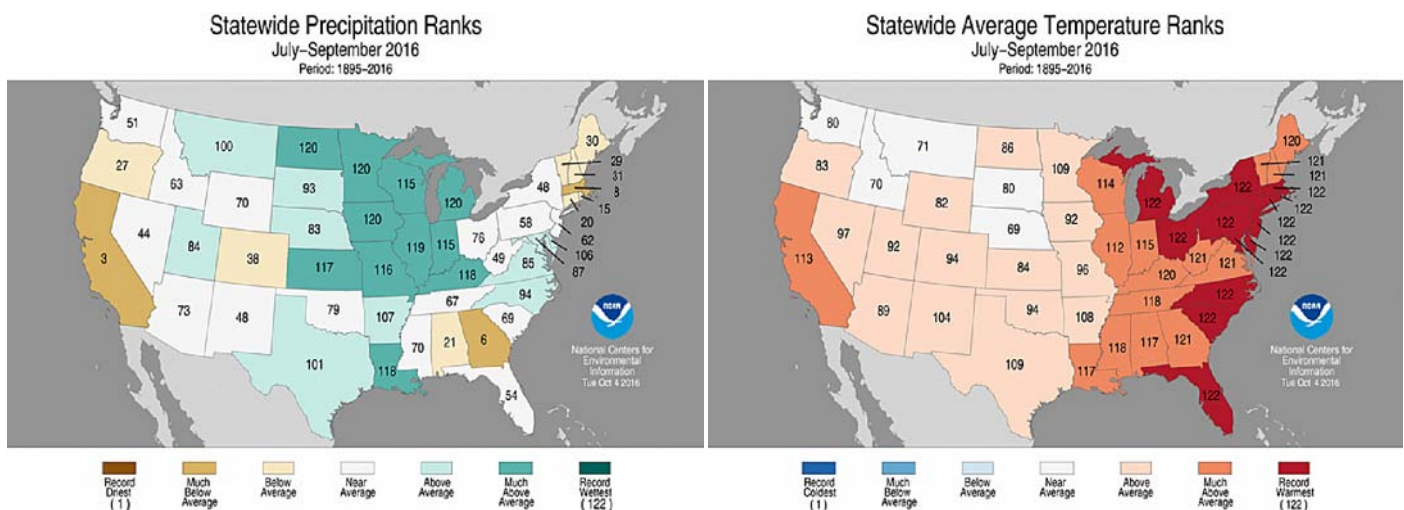 Statewide Precipitation Ranks
July-September 2016
Period: 1895-2016
51
100
120
120
30
27
63
93
115
120
48
29
31
8
15
70
83
120
58
20
3
44
84
38
117
116
119
115
76
49
62
106
85
87
118
94
73
48
79
107
67
69
101
70
21
6
118
54
NOAA
National Centers for
Environmental
Information
Tue Oct 4 2016
Record
Driest
(1)
Much
Below
Average
Below
Average
Near
Average
Above
Average
Much
Above
Average
Record
Wettest
(122)
Statewide Average Temperature Ranks
July-September 2016
Period: 1895-2016
80
71
86
109
120
83
70
80
114
122
122
121
121
122
122
82
69
92
122
122
113
97
92
94
84
96
112
115
122
121
122
122
121
122
120
122
89
104
94
108
118
122
109
118
117
121
117
122
NOAA
National Centers for
Environmental
Information
Tue Oct 4 2016
Record
Coldest
(1)
Much
Below
Average
Below
Average
Near
Average
Above
Average
Much
Above
Average
Record
Warmest
(122)